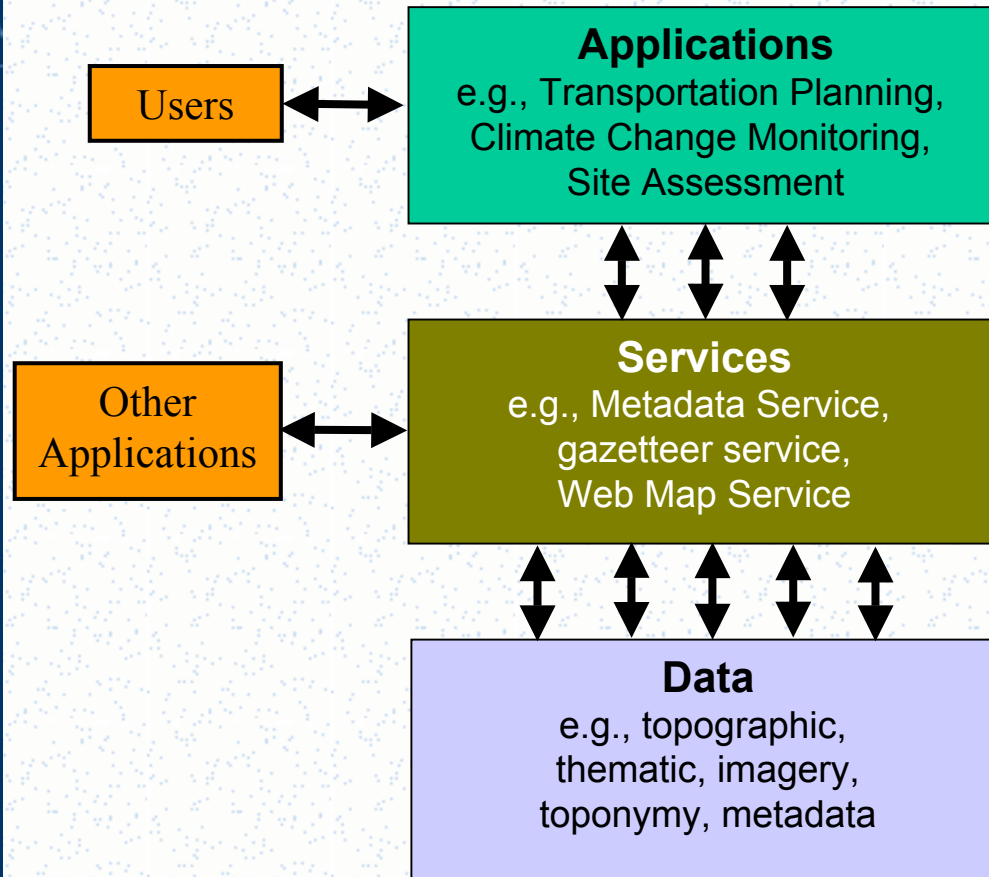 Applications
e.g., Transportation Planning,
Climate Change Monitoring,
Site Assessment
Users
Services
e.g., Metadata Service,
gazetteer service,
Web Map Service
Other
Applications
Data
e.g., topographic,
thematic, imagery,
toponymy, metadata